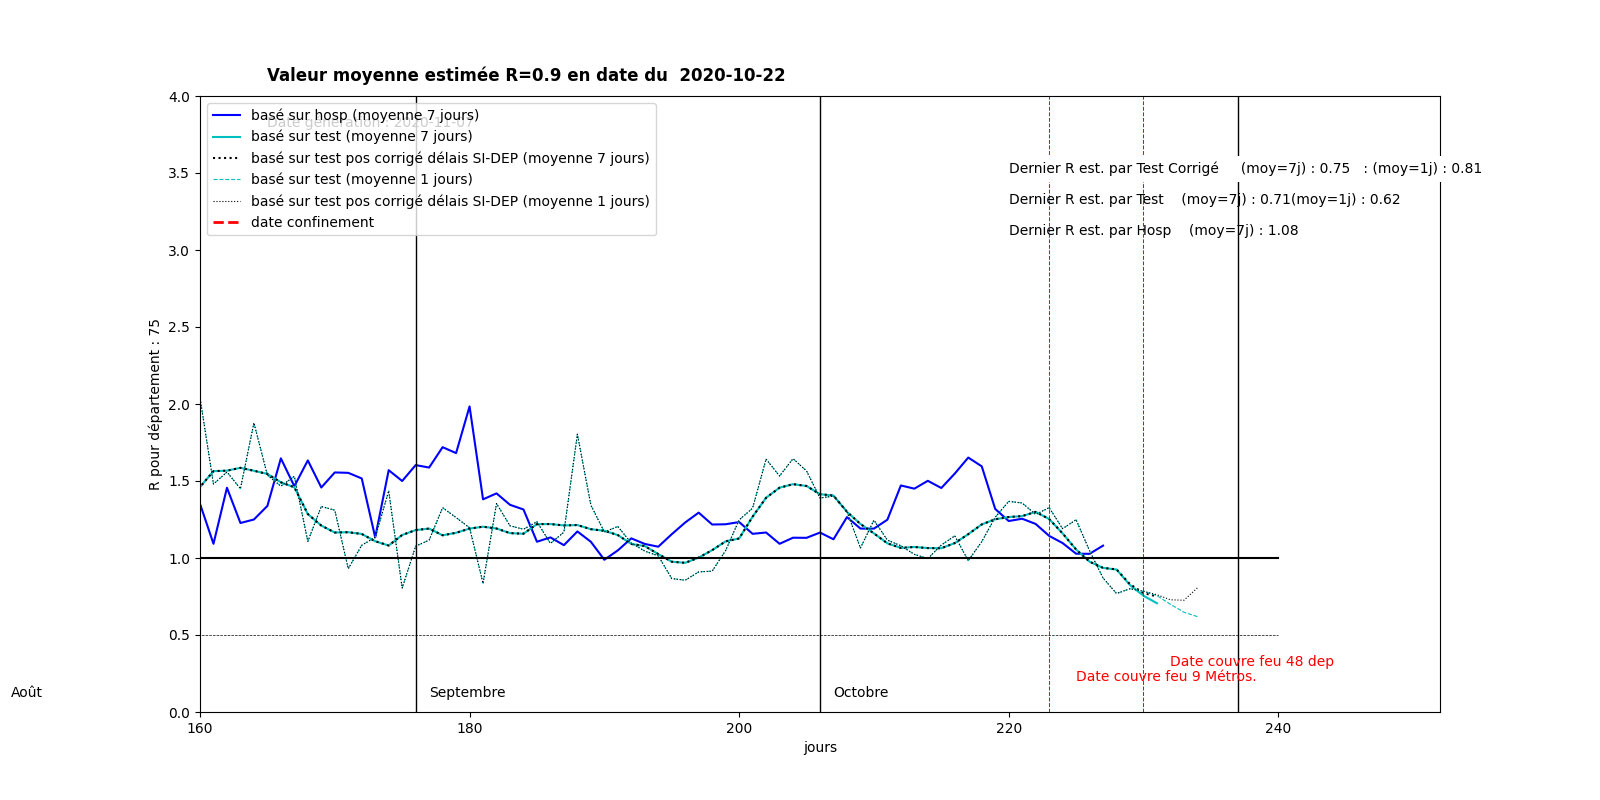 Valeur moyenne estimée R=0.9 en date du  2020-10-22
4.0
basé sur hosp (moyenne 7 jours)
Date génération : 2020-11-07
basé sur test (moyenne 7 jours)
basé sur test pos corrigé délais SI-DEP (moyenne 7 jours)
basé sur test (moyenne 1 jours)
basé sur test pos corrigé délais SI-DEP (moyenne 1 jours)
date confinement
Dernier R est. par Test Corrigé     (moy=7j) : 0.75   : (moy=1j) : 0.81
Dernier R est. par Test    (moy=7j) : 0.71(moy=1j) : 0.62
Dernier R est. par Hosp    (moy=7j) : 1.08
3.5
3.0
2.5
2.0
1.5
1.0
0.5
0.0
R pour département : 75
Date couvre feu 48 dep
Date couvre feu 9 Métros.
Août
Septembre
Octobre
160
180
200
220
240
jours